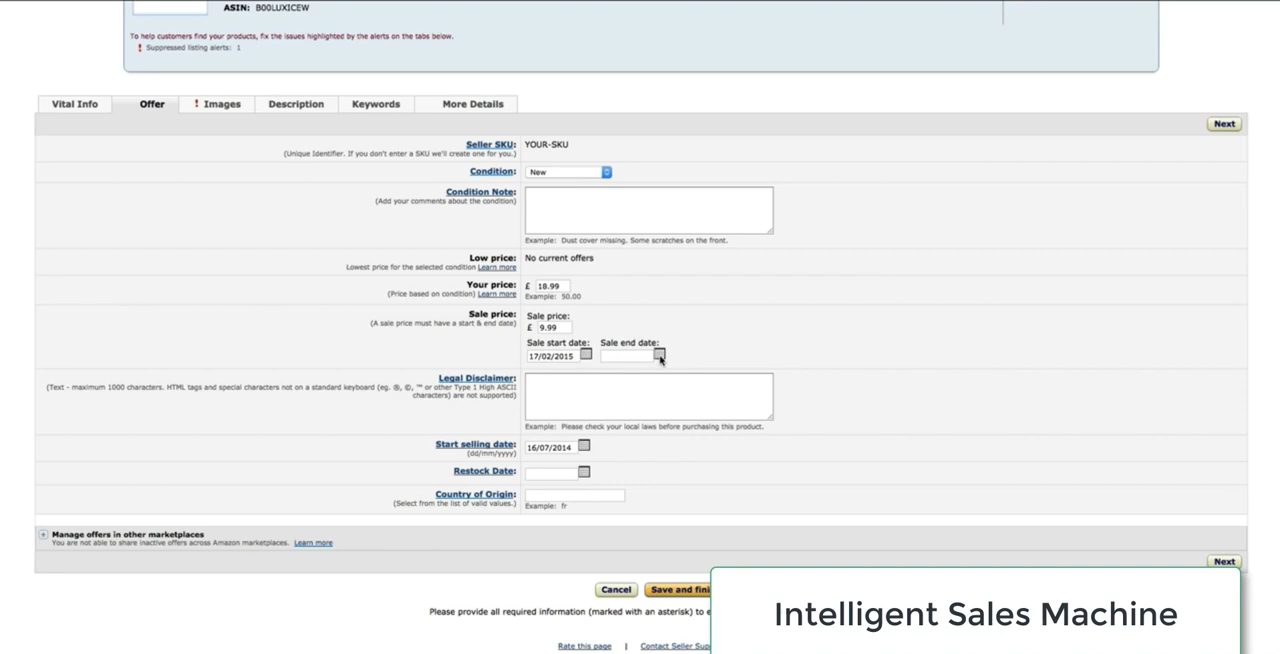 ASIN: B00LUXICEW
To help customers find your products, fix the issues highlighted by the alerts on the tabs below.
! Suppressed listing alerts: 1
Vital Info Offer ! Images Description Keywords More Details
Next
Seller SKU: YOUR-SKU
(Unique Identifier. If you don't enter a SKU we'll create one for you.)
Condition: New
Condition Note:
(Add your comments about the condition)
Example: Dust cover missing. Some scratches on the front.
Low price: No current offers
Lowest price for the selected condition Learn more
Your price: £ 18.99
(Price based on condition) Learn more Example: 50.00
Sale price: Sale price:
(A sale price must have a start & end date) £ 9.99
Sale start date: Sale end date:
17/02/2015
Legal Disclaimer:
(Text - maximum 1000 characters. HTML tags and special characters not on a standard keyboard (eg. ®, ©, ™ or other Type 1 High ASCII
characters) are not supported)
Example: Please check your local laws before purchasing this product.
Start selling date: 16/07/2014
(dd/mm/yyyy)
Restock Date:
Country of Origin:
(Select from the list of valid values.) Example: fr
Manage offers in other marketplaces
You are not able to share inactive offers across Amazon marketplaces. Learn more
Next
Cancel Save and fini
Please provide all required information (marked with an asterisk) to e
Intelligent Sales Machine
Rate this page | Contact Seller Sup